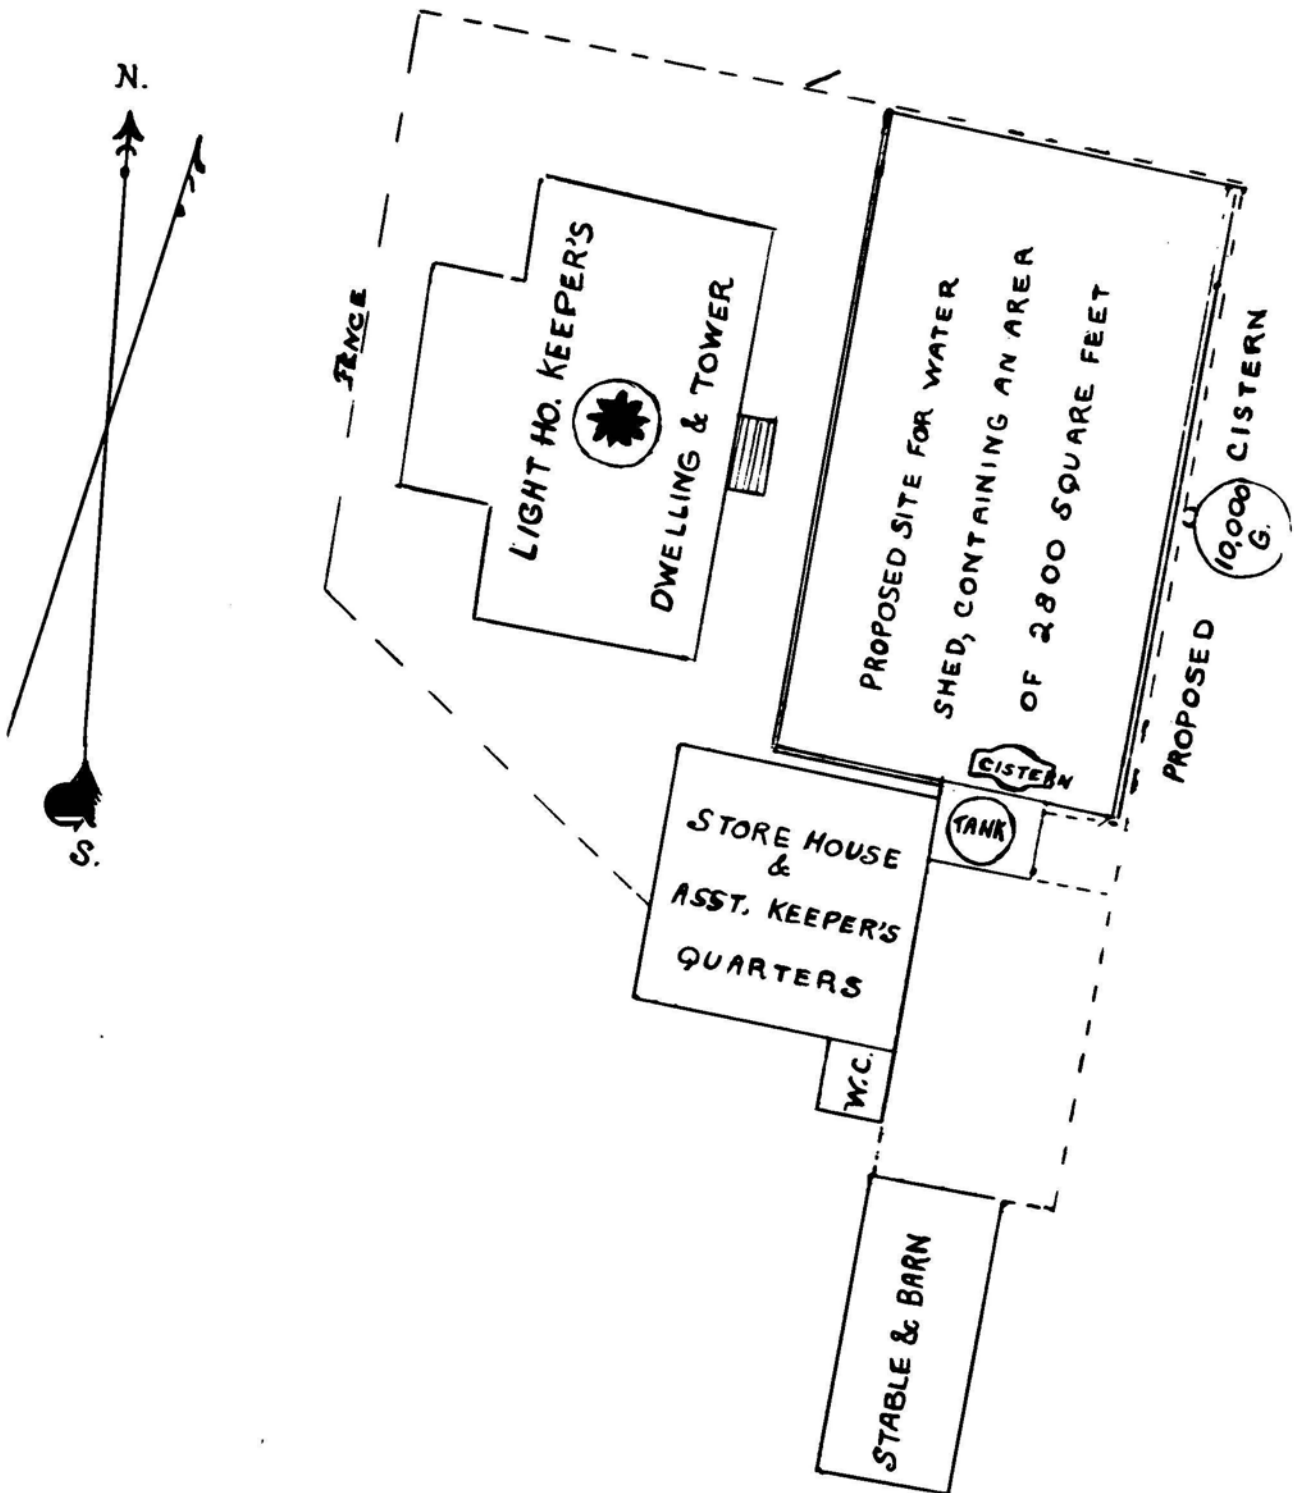 N.
S.
FENCE
LIGHT HO. KEEPER'S
DWELLING & TOWER
PROPOSED SITE FOR WATER
SHED, CONTAINING AN AREA
OF 2800 SQUARE FEET
PROPOSED
10,000
G.
CISTERN
CISTERN
TANK
STORE HOUSE
&
ASST. KEEPER'S
QUARTERS
W.C.
STABLE & BARN